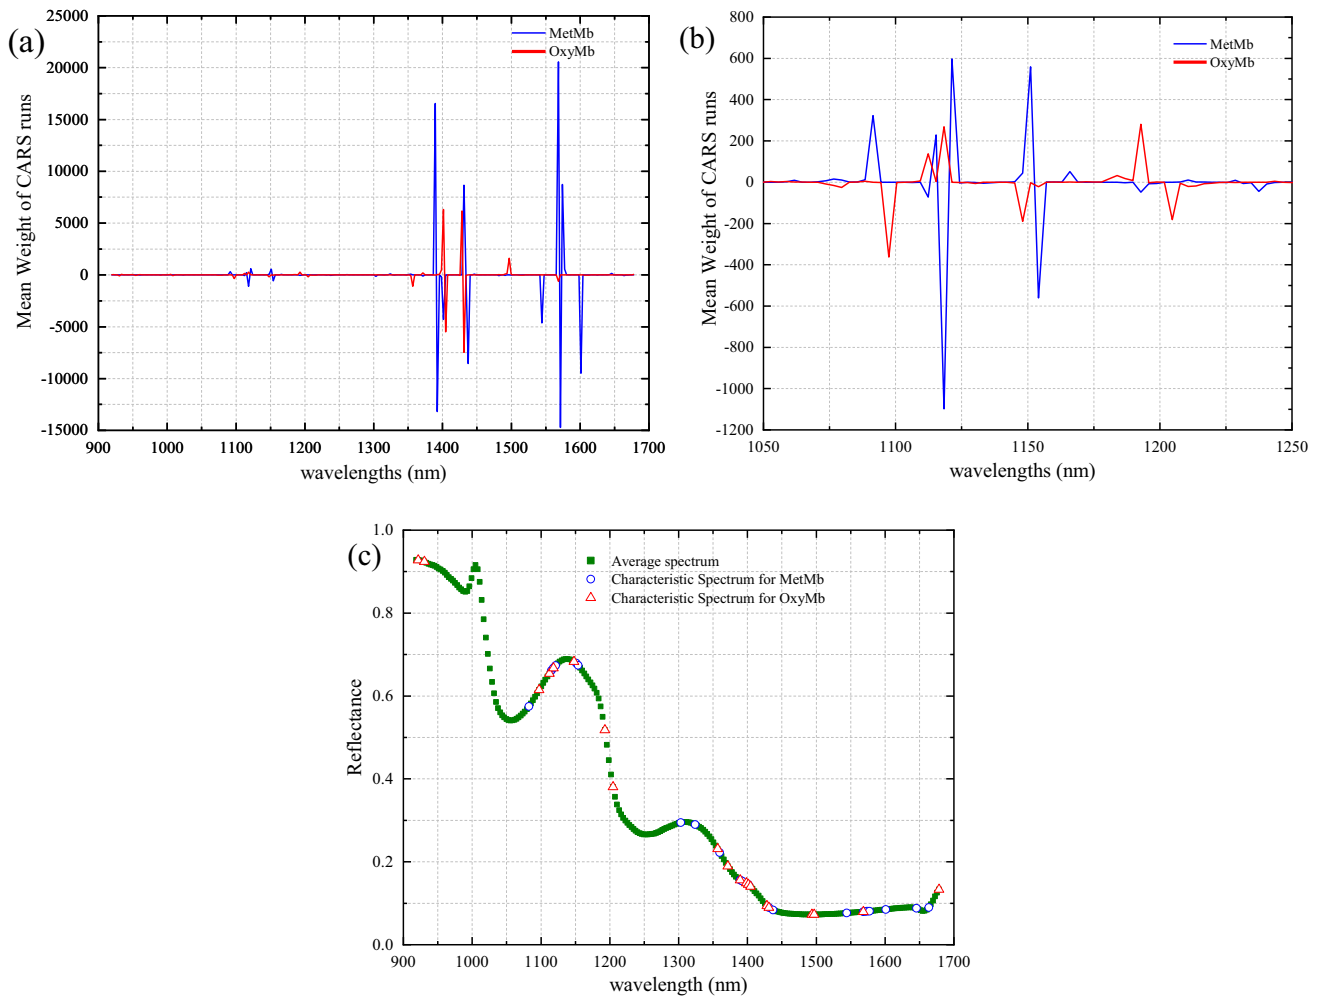 (a)
MetMb
OxyMb
Mean Weight of CARS runs
25000
20000
15000
10000
5000
0
-5000
-10000
-15000
900 1000 1100 1200 1300 1400 1500 1600 1700
wavelengths (nm)
(b)
MetMb
OxyMb
Mean Weight of CARS runs
800
600
400
200
0
-200
-400
-600
-800
-1000
-1200
1050 1100 1150 1200 1250
wavelengths (nm)
(c)
Average spectrum
Characteristic Spectrum for MetMb
Characteristic Spectrum for OxyMb
Reflectance
1.0
0.8
0.6
0.4
0.2
0.0
900 1000 1100 1200 1300 1400 1500 1600 1700
wavelength (nm)